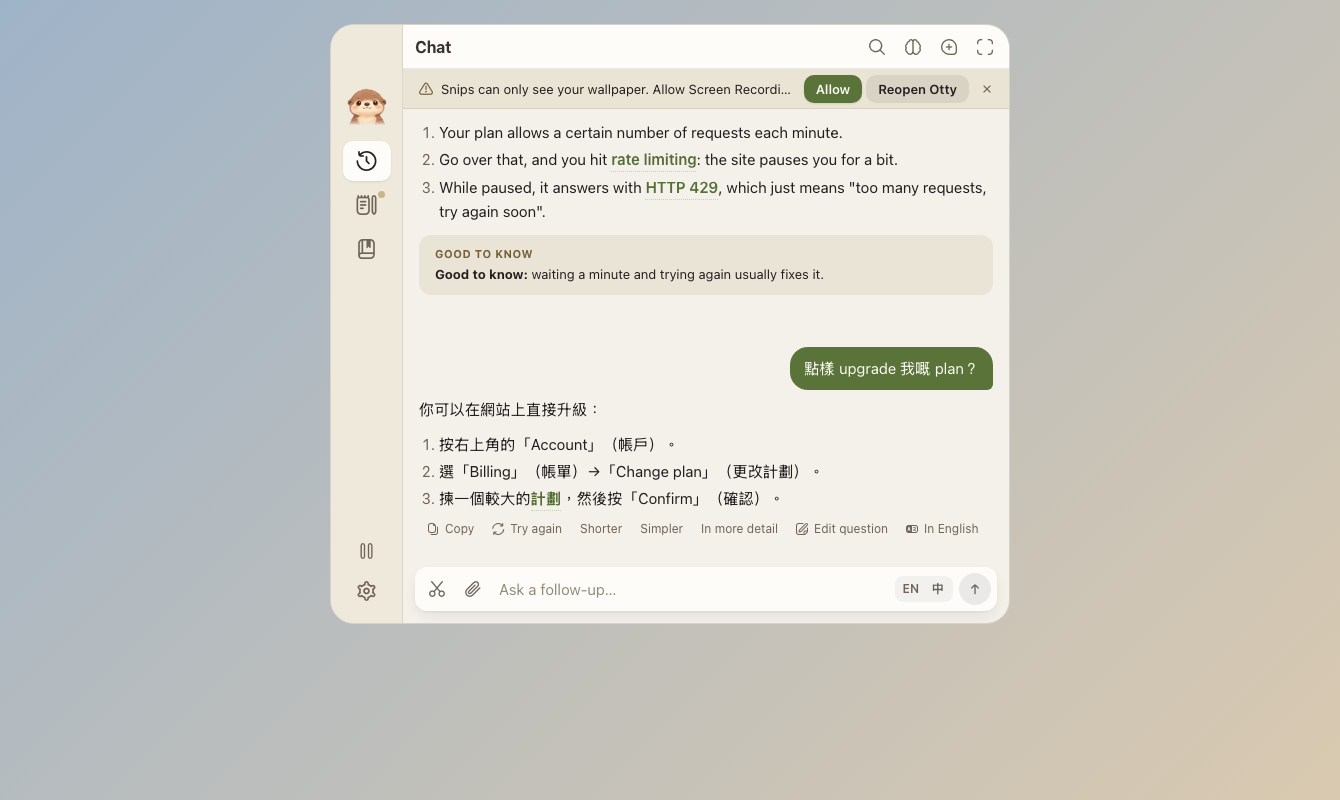 Chat
Snips can only see your wallpaper. Allow Screen Recordi...
Allow
Reopen Otty
1. Your plan allows a certain number of requests each minute.
2. Go over that, and you hit rate limiting: the site pauses you for a bit.
3. While paused, it answers with HTTP 429, which just means "too many requests,
try again soon".
GOOD TO KNOW
Good to know: waiting a minute and trying again usually fixes it.
點樣 upgrade 我嘅 plan？
你可以在網站上直接升級：
1. 按右上角的「Account」（帳戶）。
2. 選「Billing」（帳單）→「Change plan」（更改計劃）。
3. 揀一個較大的計劃，然後按「Confirm」（確認）。
Copy
Try again
Shorter
Simpler
In more detail
Edit question
In English
Ask a follow-up...
EN 中